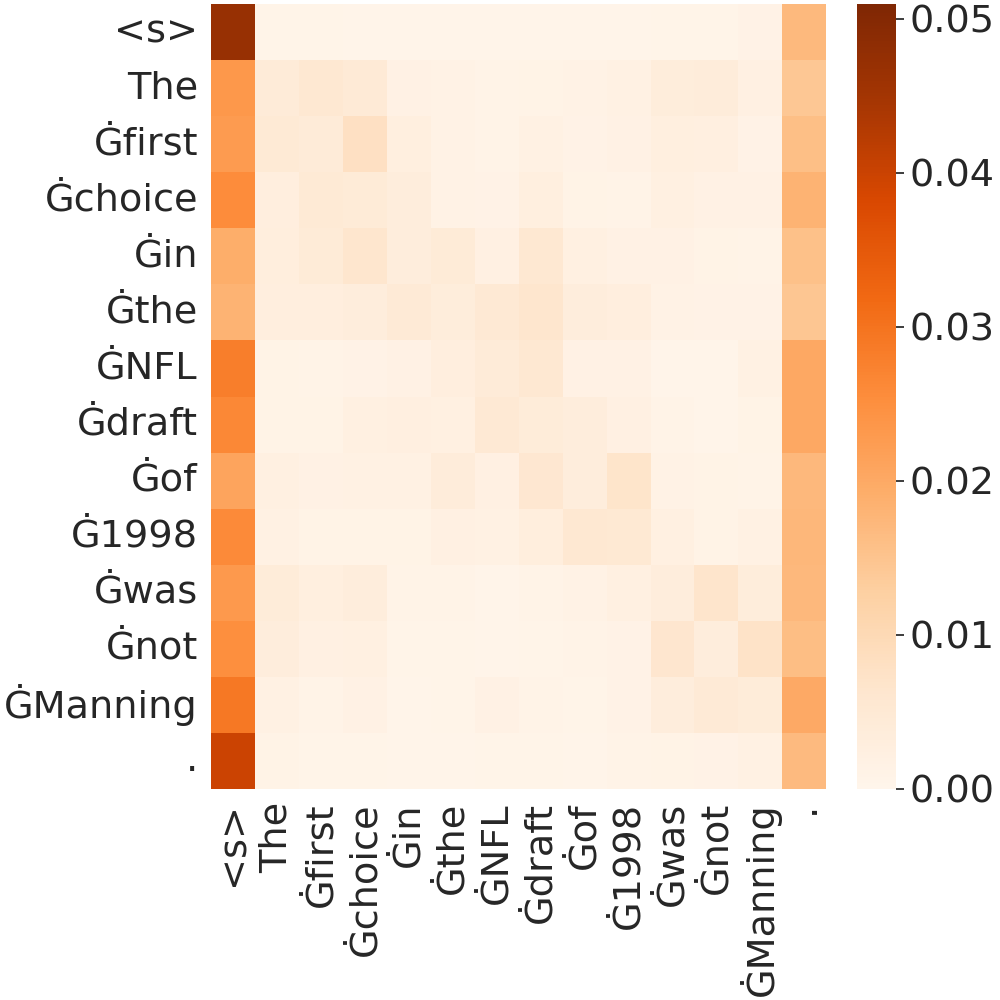 <s>
The
Ġfirst
Ġchoice
Ġin
Ġthe
ĠNFL
Ġdraft
Ġof
Ġ1998
Ġwas
Ġnot
ĠManning
.
<s>
The
Ġfirst
Ġchoice
Ġin
Ġthe
ĠNFL
Ġdraft
Ġof
Ġ1998
Ġwas
Ġnot
ĠManning
.
0.05
0.04
0.03
0.02
0.01
0.00